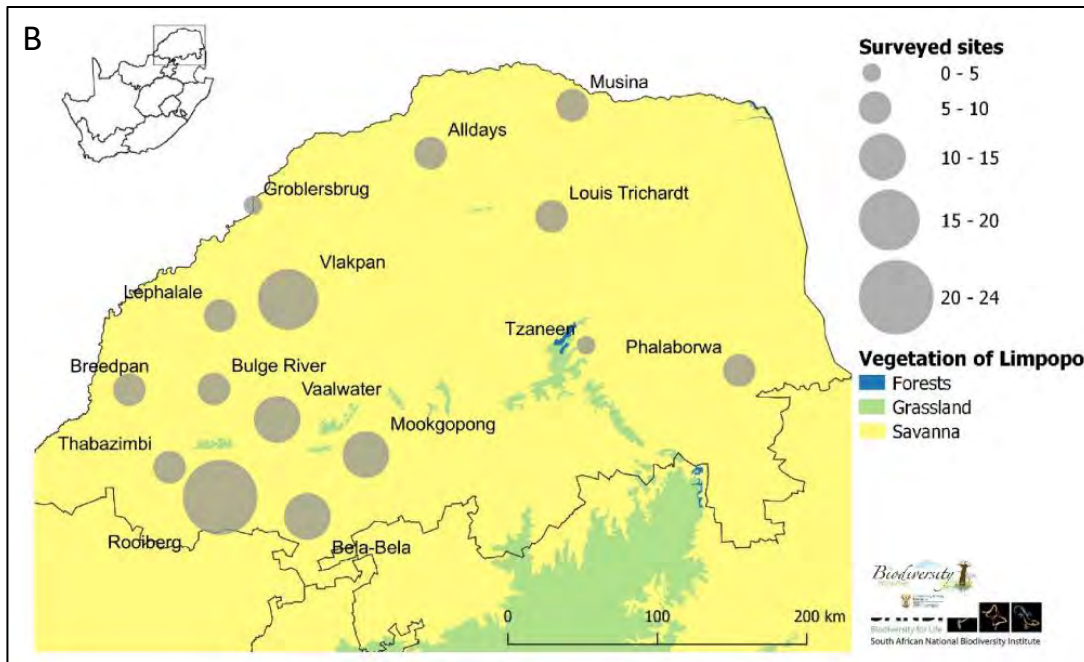 B
Surveyed sites
0 - 5
5 - 10
10 - 15
15 - 20
20 - 24
Vegetation of Limpopo
Forests
Grassland
Savanna
Musina
Alldays
Groblersbrug
Louis Trichardt
Vlakpan
Lephalale
Tzaneen
Phalaborwa
Breedpan
Bulge River
Vaalwater
Mookgopong
Thabazimbi
Rooiberg
Bela-Bela
0 100 200 km
Biodiversity
Biodiversity for Life
South African National Biodiversity Institute